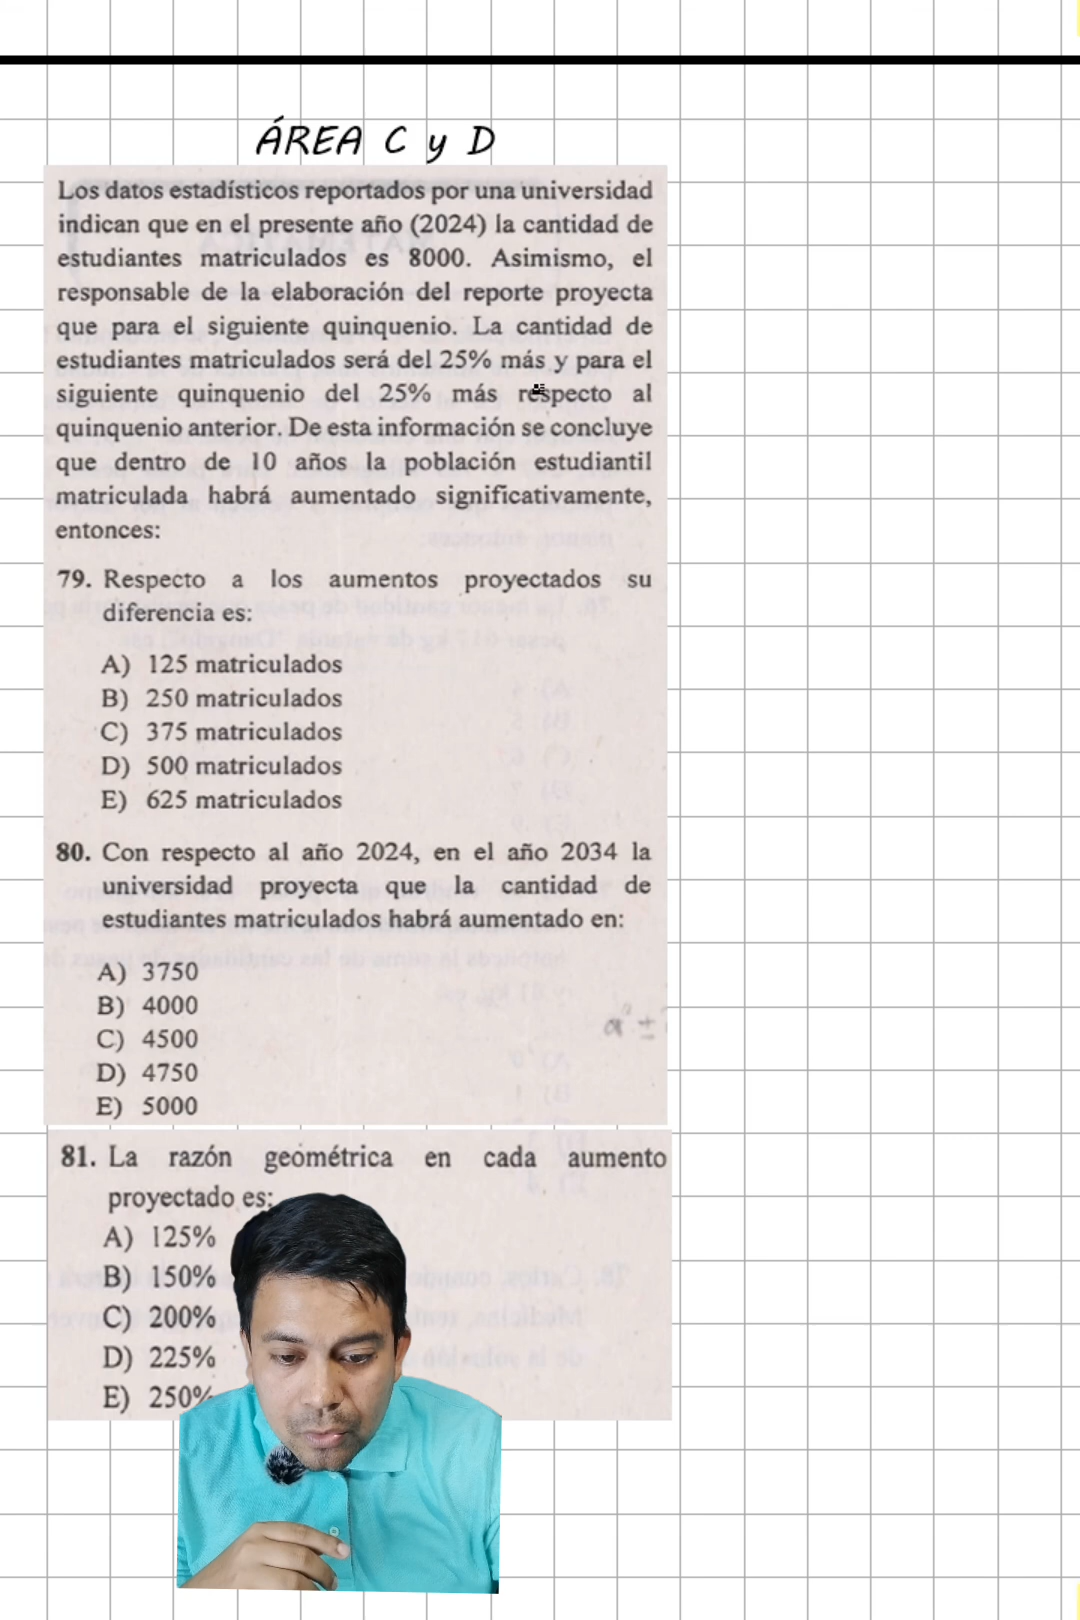 ÁREA C y D
Los datos estadísticos reportados por una universidad
indican que en el presente año (2024) la cantidad de
estudiantes matriculados es 8000. Asimismo, el
responsable de la elaboración del reporte proyecta
que para el siguiente quinquenio. La cantidad de
estudiantes matriculados será del 25% más y para el
siguiente quinquenio del 25% más respecto al
quinquenio anterior. De esta información se concluye
que dentro de 10 años la población estudiantil
matriculada habrá aumentado significativamente,
entonces:
79. Respecto a los aumentos proyectados su
diferencia es:
A) 125 matriculados
B) 250 matriculados
C) 375 matriculados
D) 500 matriculados
E) 625 matriculados
80. Con respecto al año 2024, en el año 2034 la
universidad proyecta que la cantidad de
estudiantes matriculados habrá aumentado en:
A) 3750
B) 4000
C) 4500
D) 4750
E) 5000
81. La razón geométrica en cada aumento
proyectado es:
A) 125%
B) 150%
C) 200%
D) 225%
E) 250%